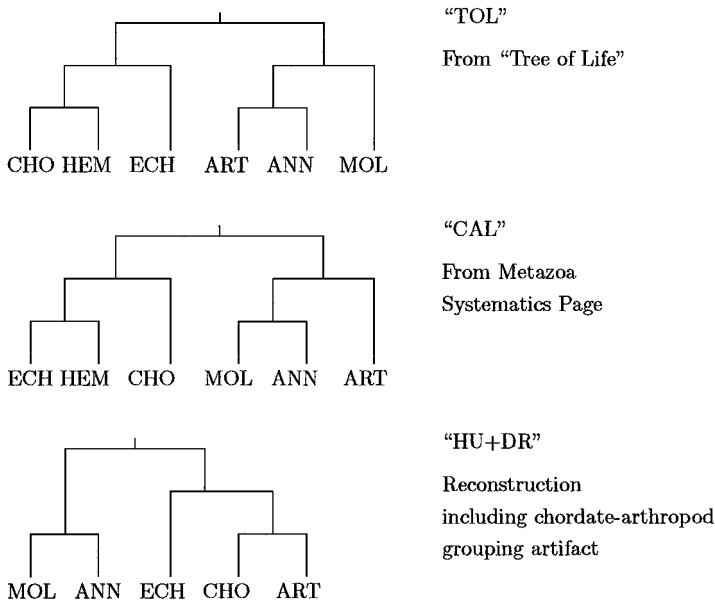 "TOL"
From "Tree of Life"
CHO HEM ECH ART ANN MOL
"CAL"
From Metazoa
Systematics Page
ECH HEM CHO MOL ANN ART
"HU+DR"
Reconstruction
including chordate-arthropod
grouping artifact
MOL ANN ECH CHO ART